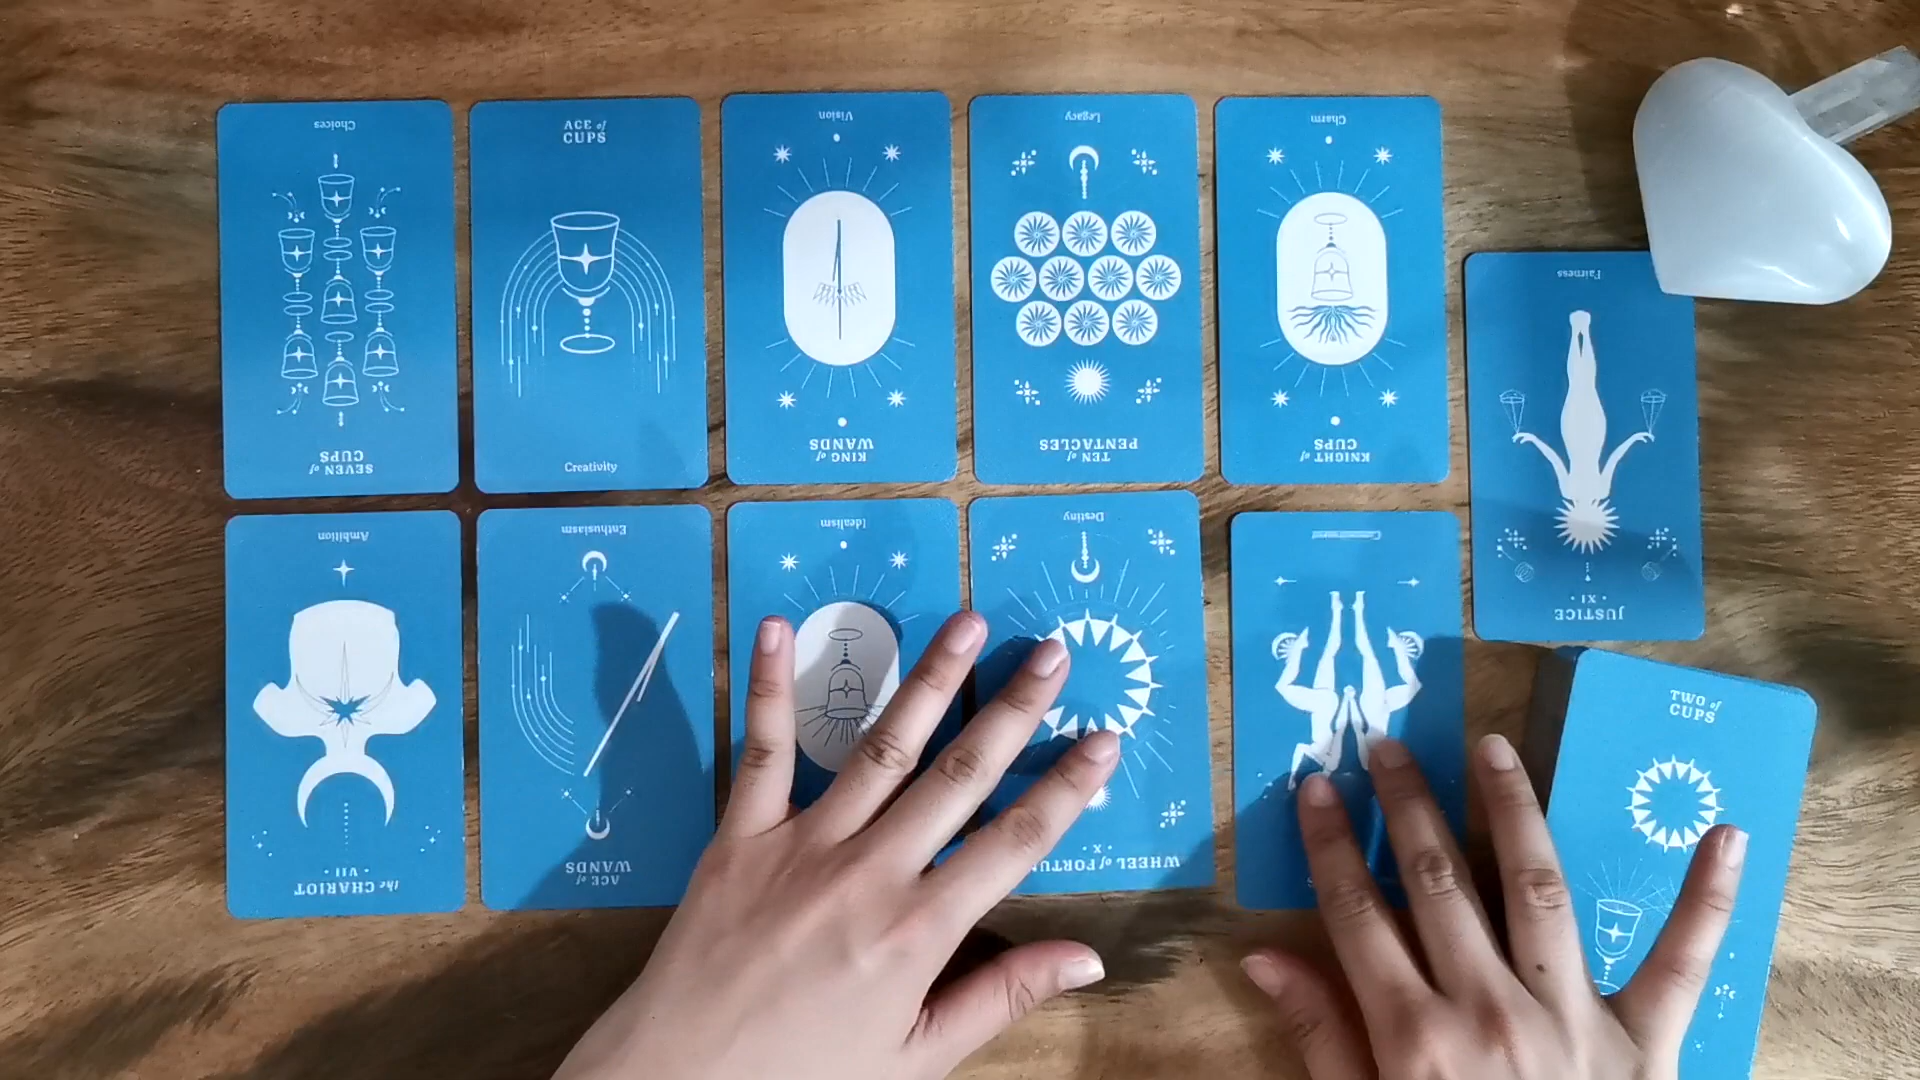 Choices
SEVEN of
CUPS
ACE of
CUPS
Creativity
Vision
KING of
WANDS
Legacy
TEN of
PENTACLES
Charm
KNIGHT of
CUPS
Fairness
• XI •
JUSTICE
Ambition
• VII •
the CHARIOT
Enthusiasm
ACE of
WANDS
Idealism
Destiny
• X •
WHEEL of FORTU
Commitment
TWO of
CUPS